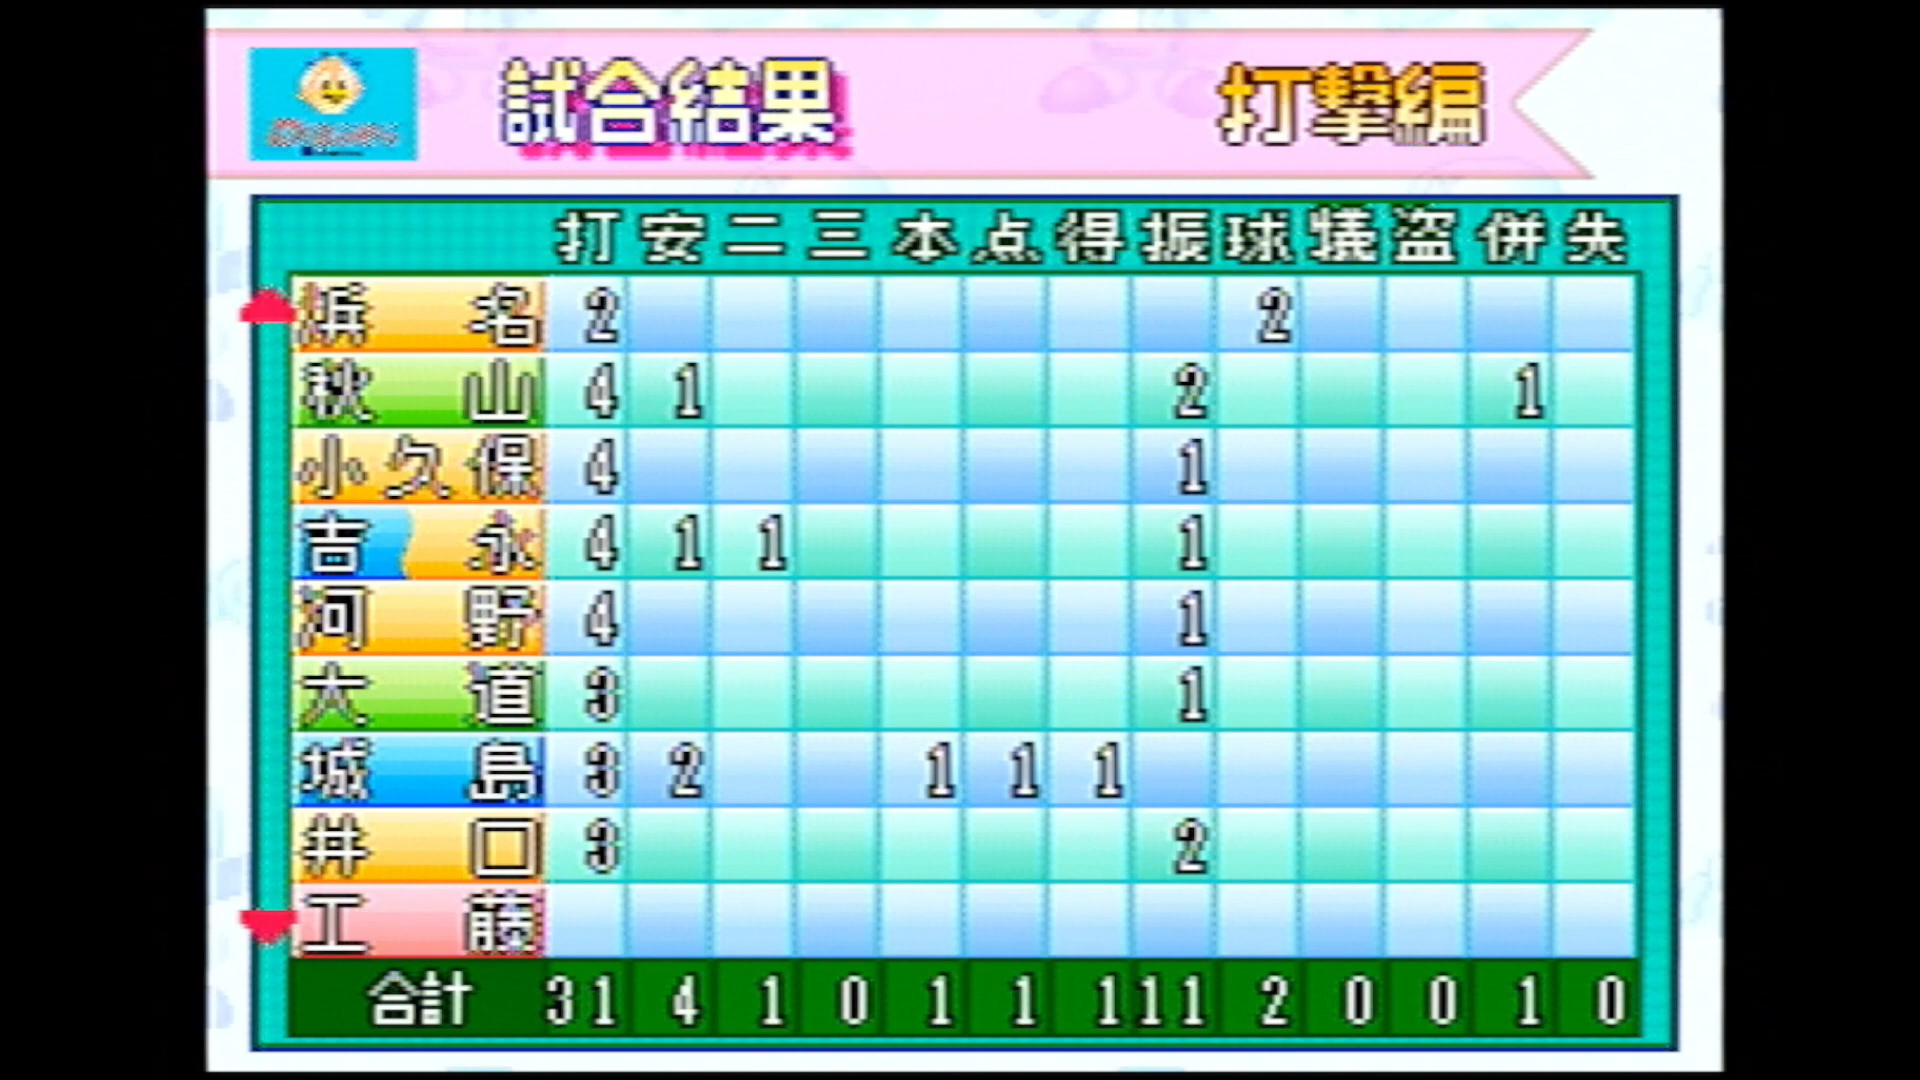 試合結果 打撃編
打 安 二 三 本 点 得 振 球 犠 盗 併 失
浜名 2 2
秋山 4 1 2 1
小久保 4 1
吉永 4 1 1 1
河野 4 1
大道 3 1
城島 3 2 1 1 1
井口 3 2
工藤
合計 31 4 1 0 1 1 1 11 2 0 0 1 0